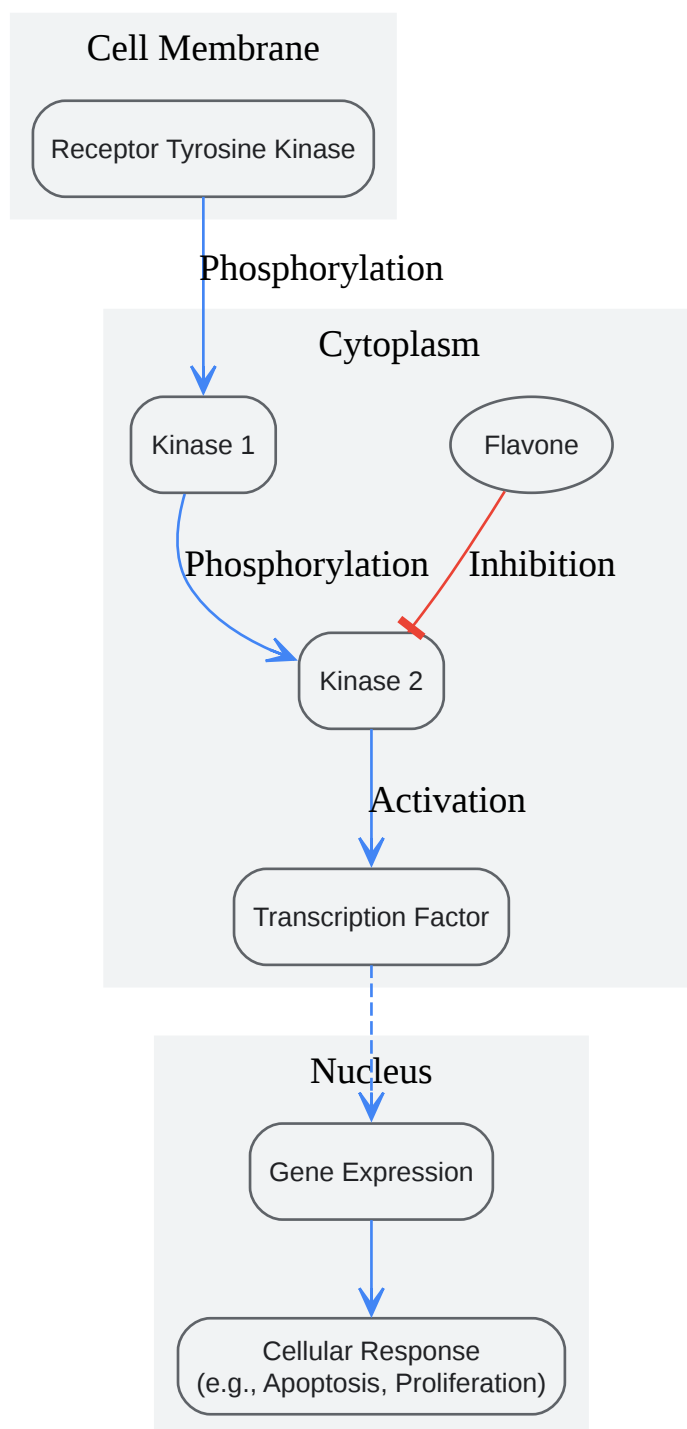 Cell Membrane
Receptor Tyrosine Kinase
Phosphorylation
Cytoplasm
Kinase 1
Flavone
Phosphorylation
Inhibition
Kinase 2
Activation
Transcription Factor
Nucleus
Gene Expression
Cellular Response
(e.g., Apoptosis, Proliferation)